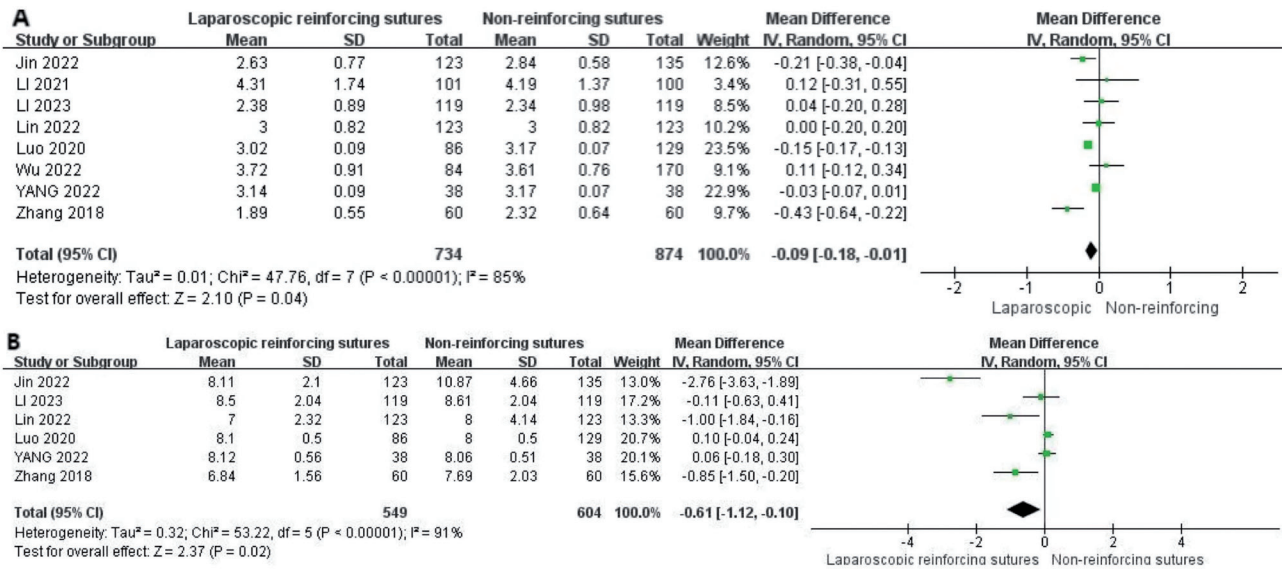 A
Laparoscopic reinforcing sutures Non-reinforcing sutures Mean Difference Mean Difference
Study or Subgroup Mean SD Total Mean SD Total Weight IV, Random, 95% CI IV, Random, 95% CI
Jin 2022 2.63 0.77 123 2.84 0.58 135 12.6% -0.21 [-0.38, -0.04]
LI 2021 4.31 1.74 101 4.19 1.37 100 3.4% 0.12 [-0.31, 0.55]
LI 2023 2.38 0.89 119 2.34 0.98 119 8.5% 0.04 [-0.20, 0.28]
Lin 2022 3 0.82 123 3 0.82 123 10.2% 0.00 [-0.20, 0.20]
Luo 2020 3.02 0.09 86 3.17 0.07 129 23.5% -0.15 [-0.17, -0.13]
Wu 2022 3.72 0.91 84 3.61 0.76 170 9.1% 0.11 [-0.12, 0.34]
YANG 2022 3.14 0.09 38 3.17 0.07 38 22.9% -0.03 [-0.07, 0.01]
Zhang 2018 1.89 0.55 60 2.32 0.64 60 9.7% -0.43 [-0.64, -0.22]
Total (95% CI) 734 874 100.0% -0.09 [-0.18, -0.01]
Heterogeneity: Tau² = 0.01; Chi² = 47.76, df = 7 (P < 0.00001); I² = 85%
Test for overall effect: Z = 2.10 (P = 0.04)
-2 -1 0 1 2
Laparoscopic Non-reinforcing
B
Laparoscopic reinforcing sutures Non-reinforcing sutures Mean Difference Mean Difference
Study or Subgroup Mean SD Total Mean SD Total Weight IV, Random, 95% CI IV, Random, 95% CI
Jin 2022 8.11 2.1 123 10.87 4.66 135 13.0% -2.76 [-3.63, -1.89]
LI 2023 8.5 2.04 119 8.61 2.04 119 17.2% -0.11 [-0.63, 0.41]
Lin 2022 7 2.32 123 8 4.14 123 13.3% -1.00 [-1.84, -0.16]
Luo 2020 8.1 0.5 86 8 0.5 129 20.7% 0.10 [-0.04, 0.24]
YANG 2022 8.12 0.56 38 8.06 0.51 38 20.1% 0.06 [-0.18, 0.30]
Zhang 2018 6.84 1.56 60 7.69 2.03 60 15.6% -0.85 [-1.50, -0.20]
Total (95% CI) 549 604 100.0% -0.61 [-1.12, -0.10]
Heterogeneity: Tau² = 0.32; Chi² = 53.22, df = 5 (P < 0.00001); I² = 91%
Test for overall effect: Z = 2.37 (P = 0.02)
-4 -2 0 2 4
Laparoscopic reinforcing sutures Non-reinforcing sutures